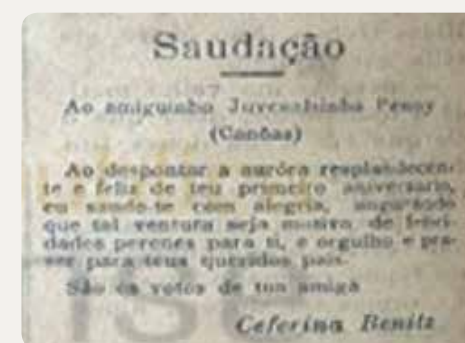 Saudação
Ao amiguinho Juvenalzinho
(Canôas)
Ao despontar a auróra resplandecen-
te e feliz de teu primeiro aniversario,
eu saudo-te com alegria, augurando
que tal ventura seja motivo de felici-
dades perenes para ti, e orgulho e pra-
zer para teus queridos pais.
São os votos de tua amiga
Ceferina Benitz